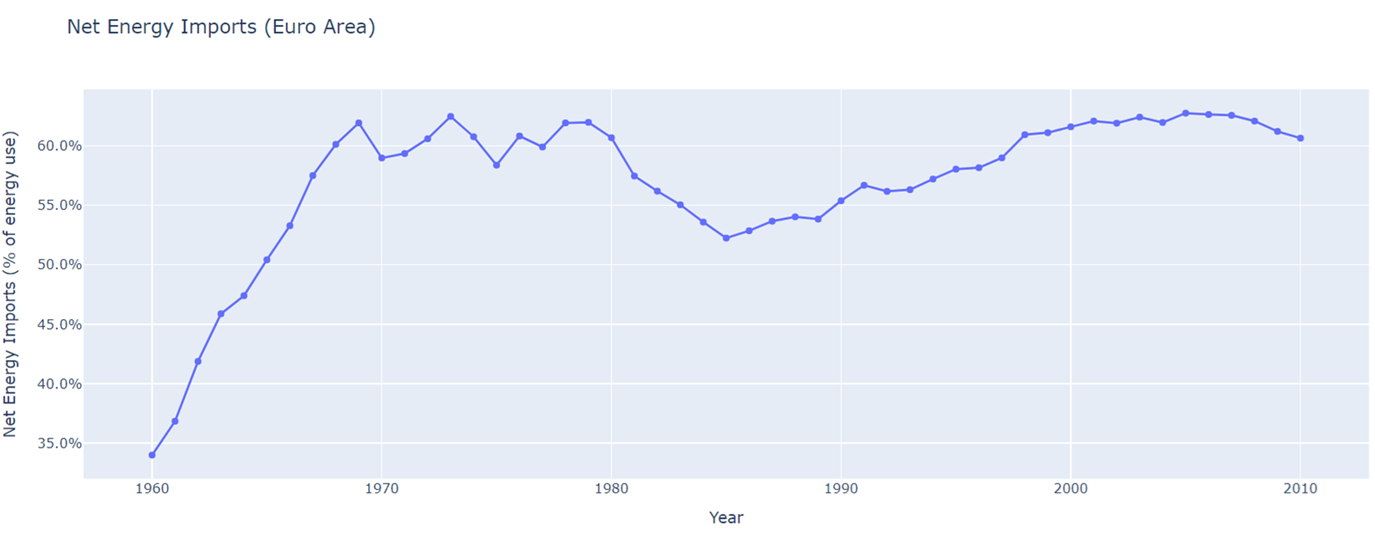 Net Energy Imports (Euro Area)
Net Energy Imports (% of energy use)
60.0%
55.0%
50.0%
45.0%
40.0%
35.0%
1960 1970 1980 1990 2000 2010
Year